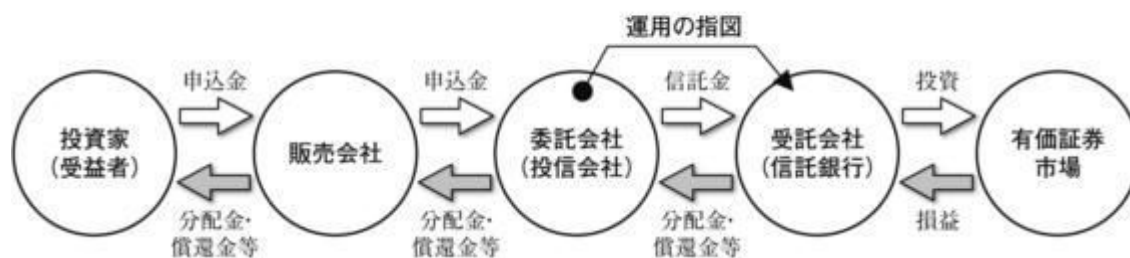 運用の指図
申込金
申込金
信託金
投資
投資家
(受益者)
販売会社
委託会社
(投信会社)
受託会社
(信託銀行)
有価証券
市場
分配金・
償還金等
分配金・
償還金等
分配金・
償還金等
損益